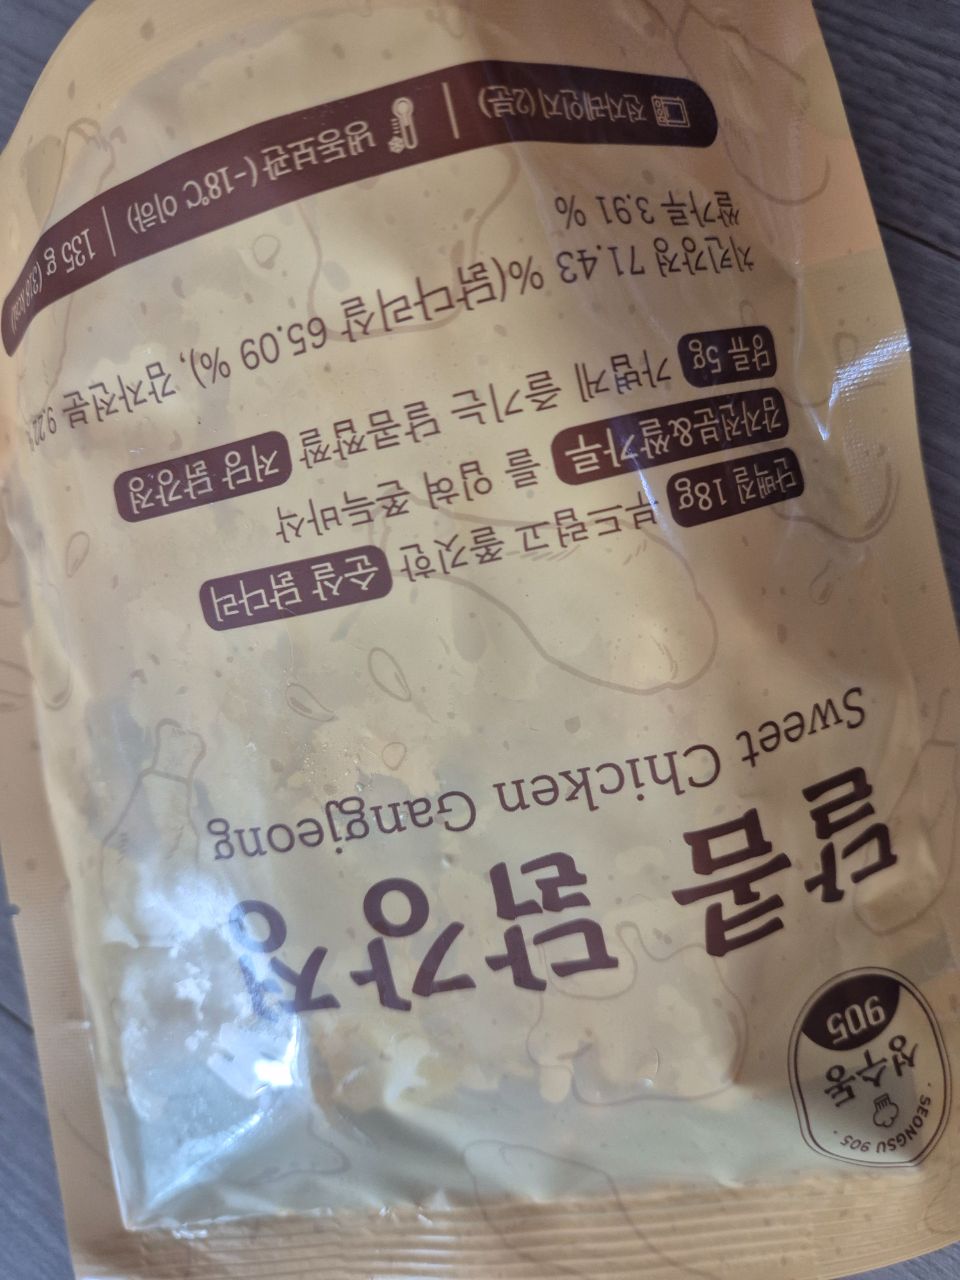 · SEONGSU 905 ·
성수동
905
달콤 닭강정
Sweet Chicken Gangjeong
단백질 18g 부드럽고 쫄깃한 순살 닭다리
감자전분&쌀가루 를 입혀 쫀득바삭
당류 5g 가볍게 즐기는 달콤짭짤 저당 닭강정
치킨강정 71.43 %(닭다리살 65.09 %), 감자전분 9.22
쌀가루 3.91 %
전자레인지(2분) | 냉동보관(-18℃ 이하) | 135 g (318 kcal)